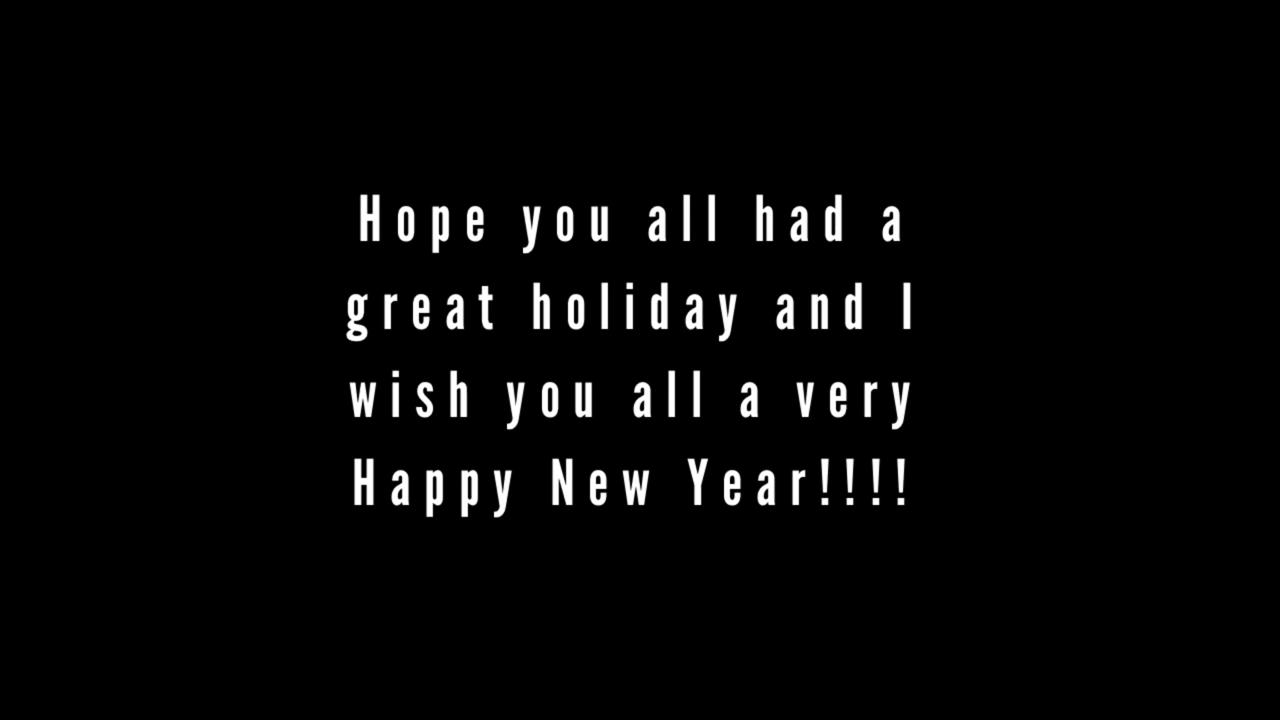 Hope you all had a
great holiday and I
wish you all a very
Happy New Year!!!!